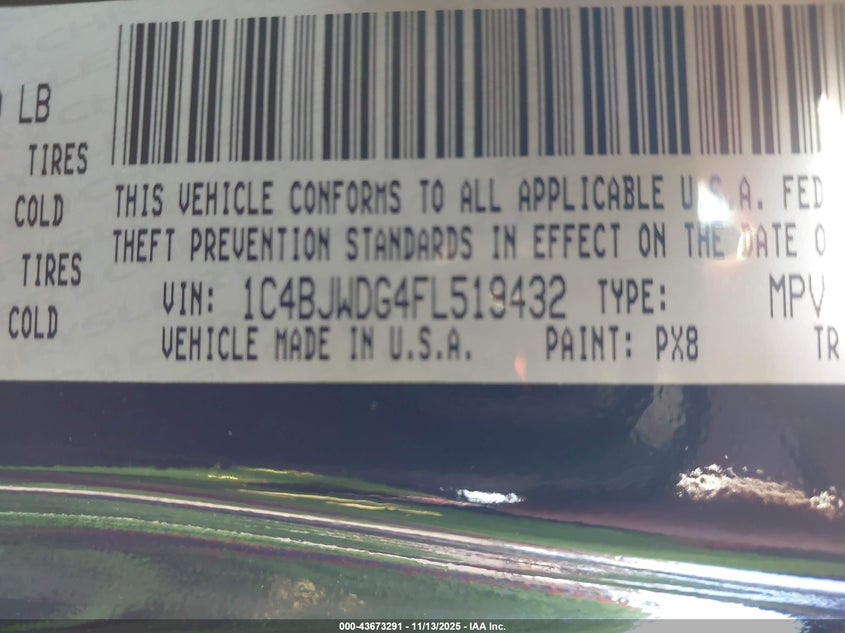 LB
TIRES
COLD
TIRES
COLD
THIS VEHICLE CONFORMS TO ALL APPLICABLE U.S.A. FED
THEFT PREVENTION STANDARDS IN EFFECT ON THE DATE O
VIN: 1C4BJWDG4FL519432 TYPE: MPV
VEHICLE MADE IN U.S.A. PAINT: PX8 TR
000-43673291 - 11/13/2025 - IAA Inc.